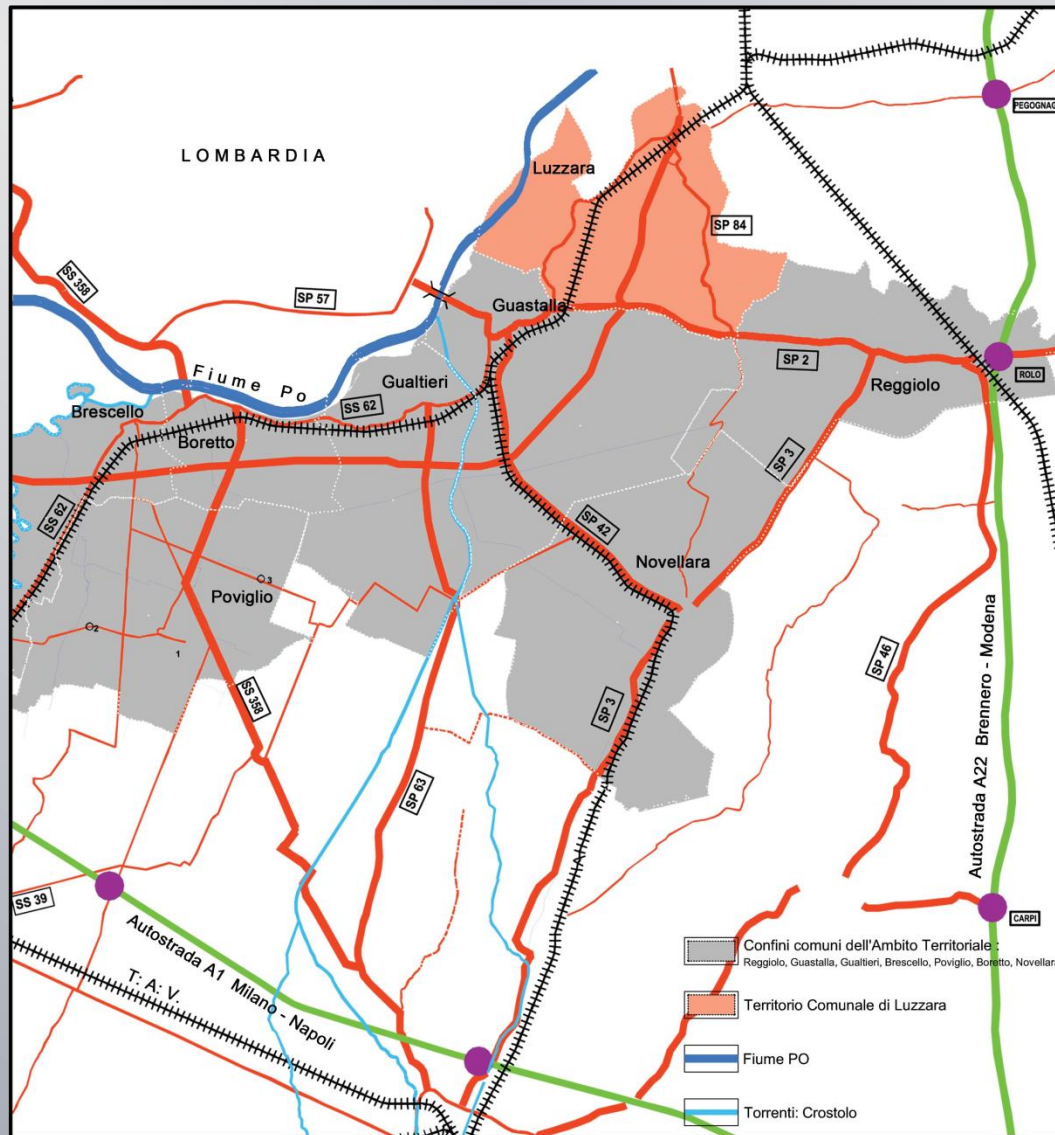 PEGOGNAG
LOMBARDIA
Luzzara
SP 84
SS 358
SP 57
Guastalla
Fiume Po
SP 2
ROLO
Gualtieri
Reggiolo
Brescello
SS 62
Boretto
SP 3
SS 62
SP 42
Novellara
3
Poviglio
2
1
SP 46
SS 358
SP 3
Autostrada A22 Brennero - Modena
SP 63
SS 39
CARPI
Autostrada A1 Milano - Napoli
T: A: V.
Confini comuni dell'Ambito Territoriale :
Reggiolo, Guastalla, Gualtieri, Brescello, Poviglio, Boretto, Novellara
Territorio Comunale di Luzzara
Fiume PO
Torrenti: Crostolo